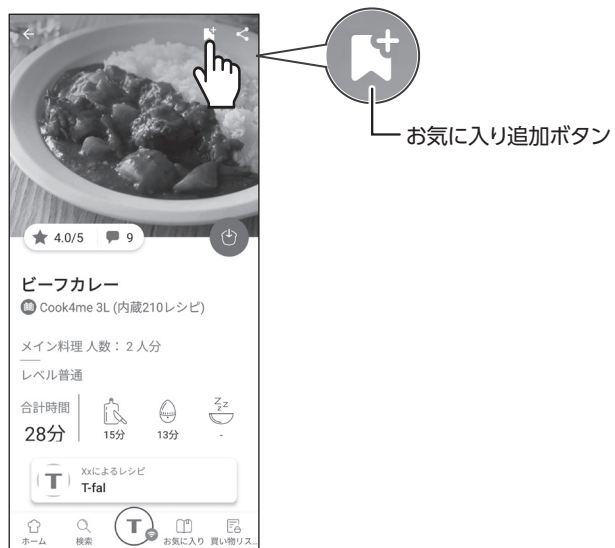 お気に入り追加ボタン
4.0/5 9
ビーフカレー
Cook4me 3L (内蔵210レシピ)
メイン料理 人数： 2 人分
レベル普通
合計時間
28分
15分
13分
-
zZZ
Xxによるレシピ
T
T-fal
T
ホーム
検索
お気に入り
買い物リス...